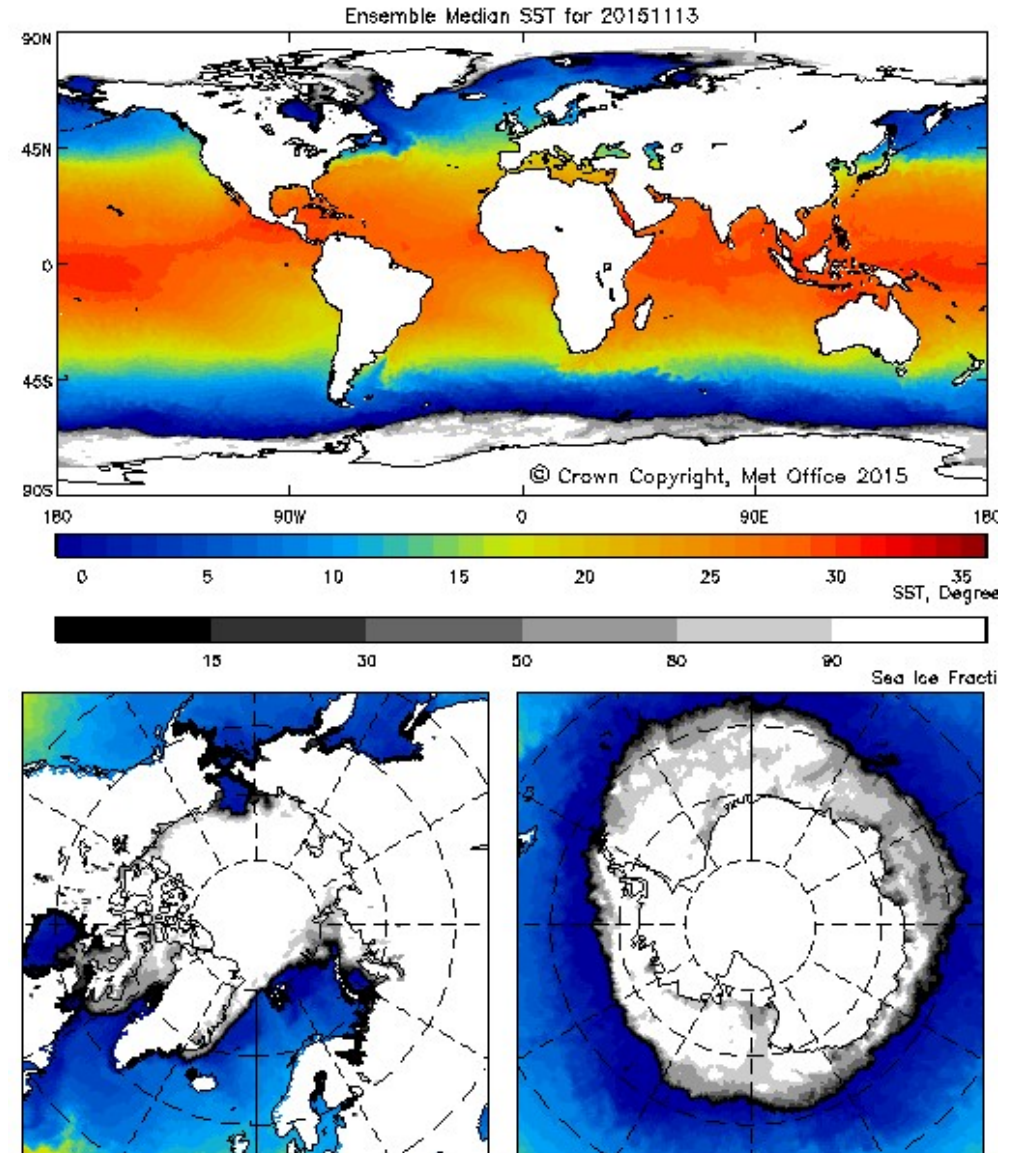 Ensemble Median SST for 20151113
90N
45N
0
45S
90S
© Crown Copyright, Met Office 2015
180 90W 0 90E 180
0 5 10 15 20 25 30 35
SST, Degree
15 30 50 80 90
Sea Ice Fracti